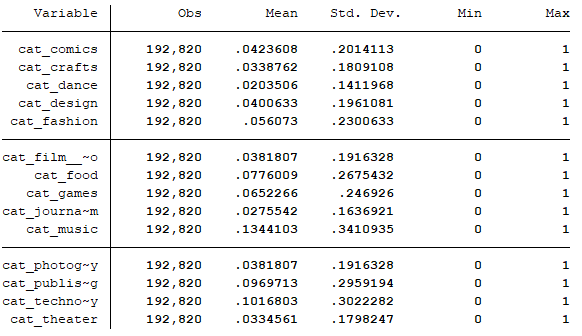 Variable Obs Mean Std. Dev. Min Max
cat_comics 192,820 .0423608 .2014113 0 1
cat_crafts 192,820 .0338762 .1809108 0 1
cat_dance 192,820 .0203506 .1411968 0 1
cat_design 192,820 .0400633 .1961081 0 1
cat_fashion 192,820 .056073 .2300633 0 1
cat_film__~o 192,820 .0381807 .1916328 0 1
cat_food 192,820 .0776009 .2675432 0 1
cat_games 192,820 .0652266 .246926 0 1
cat_journa~m 192,820 .0275542 .1636921 0 1
cat_music 192,820 .1344103 .3410935 0 1
cat_photog~y 192,820 .0381807 .1916328 0 1
cat_publis~g 192,820 .0969713 .2959194 0 1
cat_techno~y 192,820 .1016803 .3022282 0 1
cat_theater 192,820 .0334561 .1798247 0 1